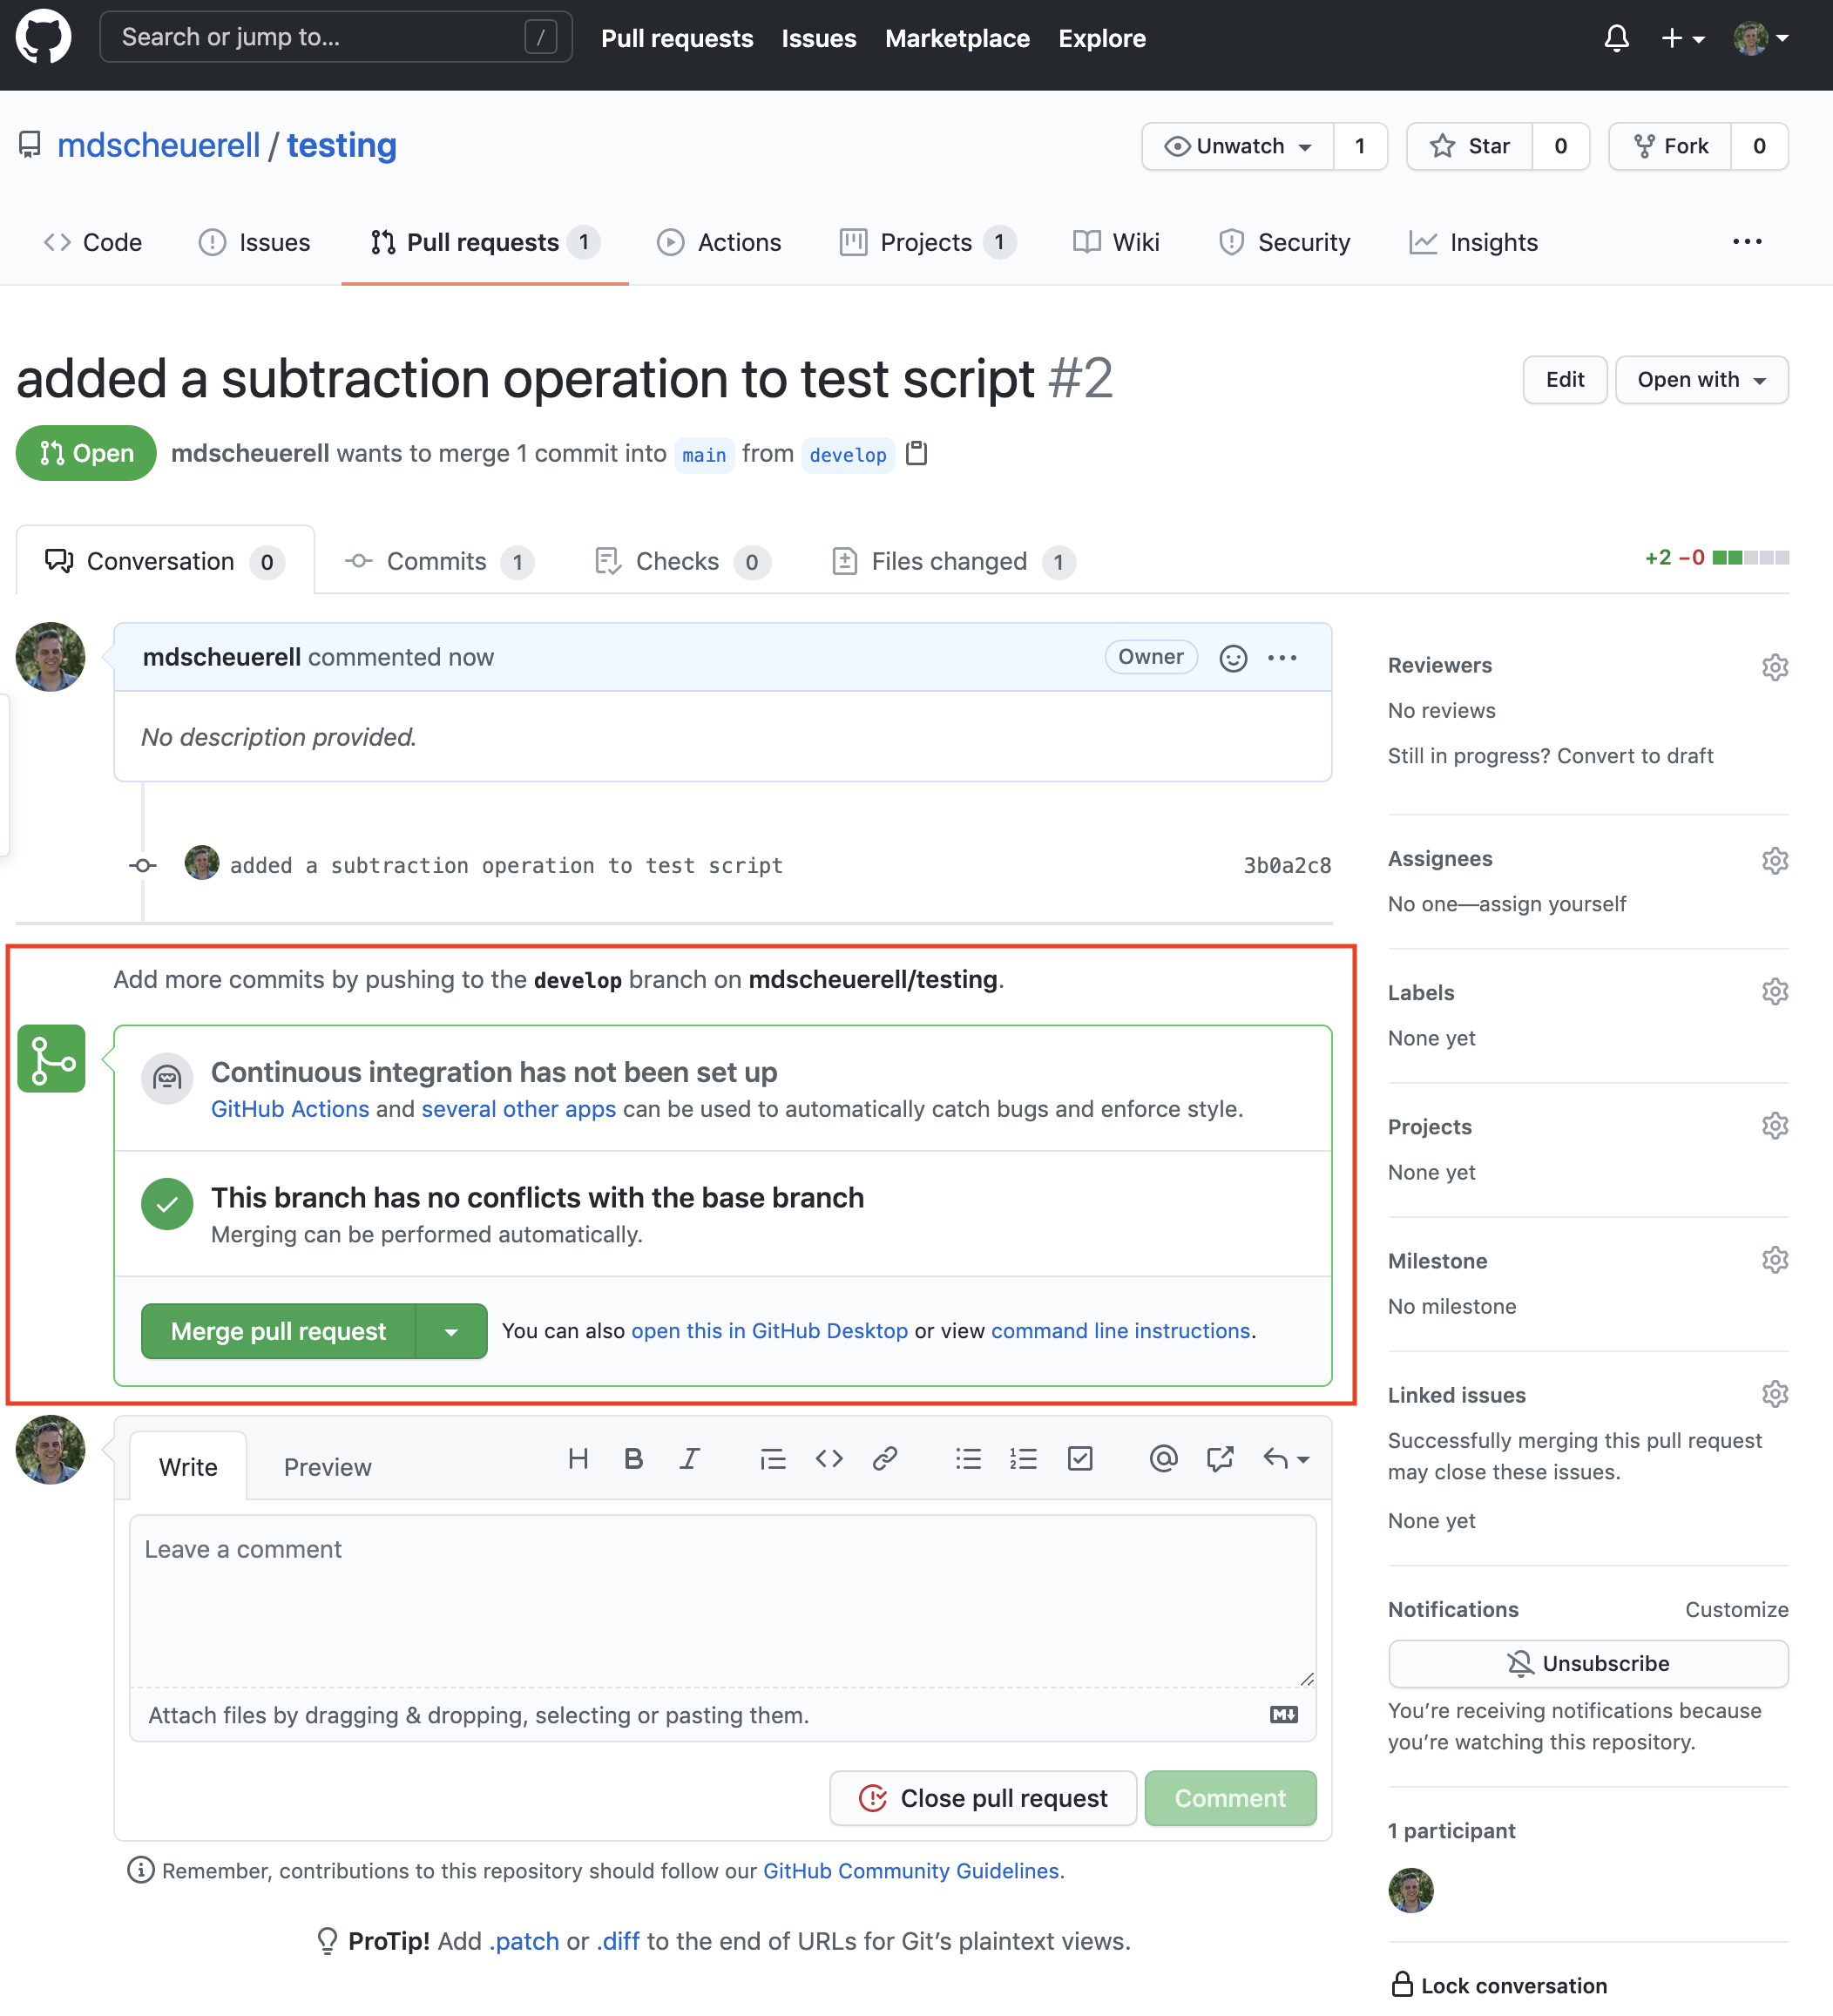 Search or jump to... /
Pull requests Issues Marketplace Explore
mdscheuerell / testing
Unwatch 1 Star 0 Fork 0
Code Issues Pull requests 1 Actions Projects 1 Wiki Security Insights
added a subtraction operation to test script #2
Edit Open with
Open mdscheuerell wants to merge 1 commit into main from develop
Conversation 0 Commits 1 Checks 0 Files changed 1
+2 −0
mdscheuerell commented now Owner
No description provided.
added a subtraction operation to test script 3b0a2c8
Add more commits by pushing to the develop branch on mdscheuerell/testing.
Continuous integration has not been set up
GitHub Actions and several other apps can be used to automatically catch bugs and enforce style.
This branch has no conflicts with the base branch
Merging can be performed automatically.
Merge pull request You can also open this in GitHub Desktop or view command line instructions.
Write Preview
Leave a comment
Attach files by dragging & dropping, selecting or pasting them.
Close pull request Comment
Remember, contributions to this repository should follow our GitHub Community Guidelines.
ProTip! Add .patch or .diff to the end of URLs for Git’s plaintext views.
Reviewers
No reviews
Still in progress? Convert to draft
Assignees
No one—assign yourself
Labels
None yet
Projects
None yet
Milestone
No milestone
Linked issues
Successfully merging this pull request
may close these issues.
None yet
Notifications Customize
Unsubscribe
You’re receiving notifications because
you’re watching this repository.
1 participant
Lock conversation